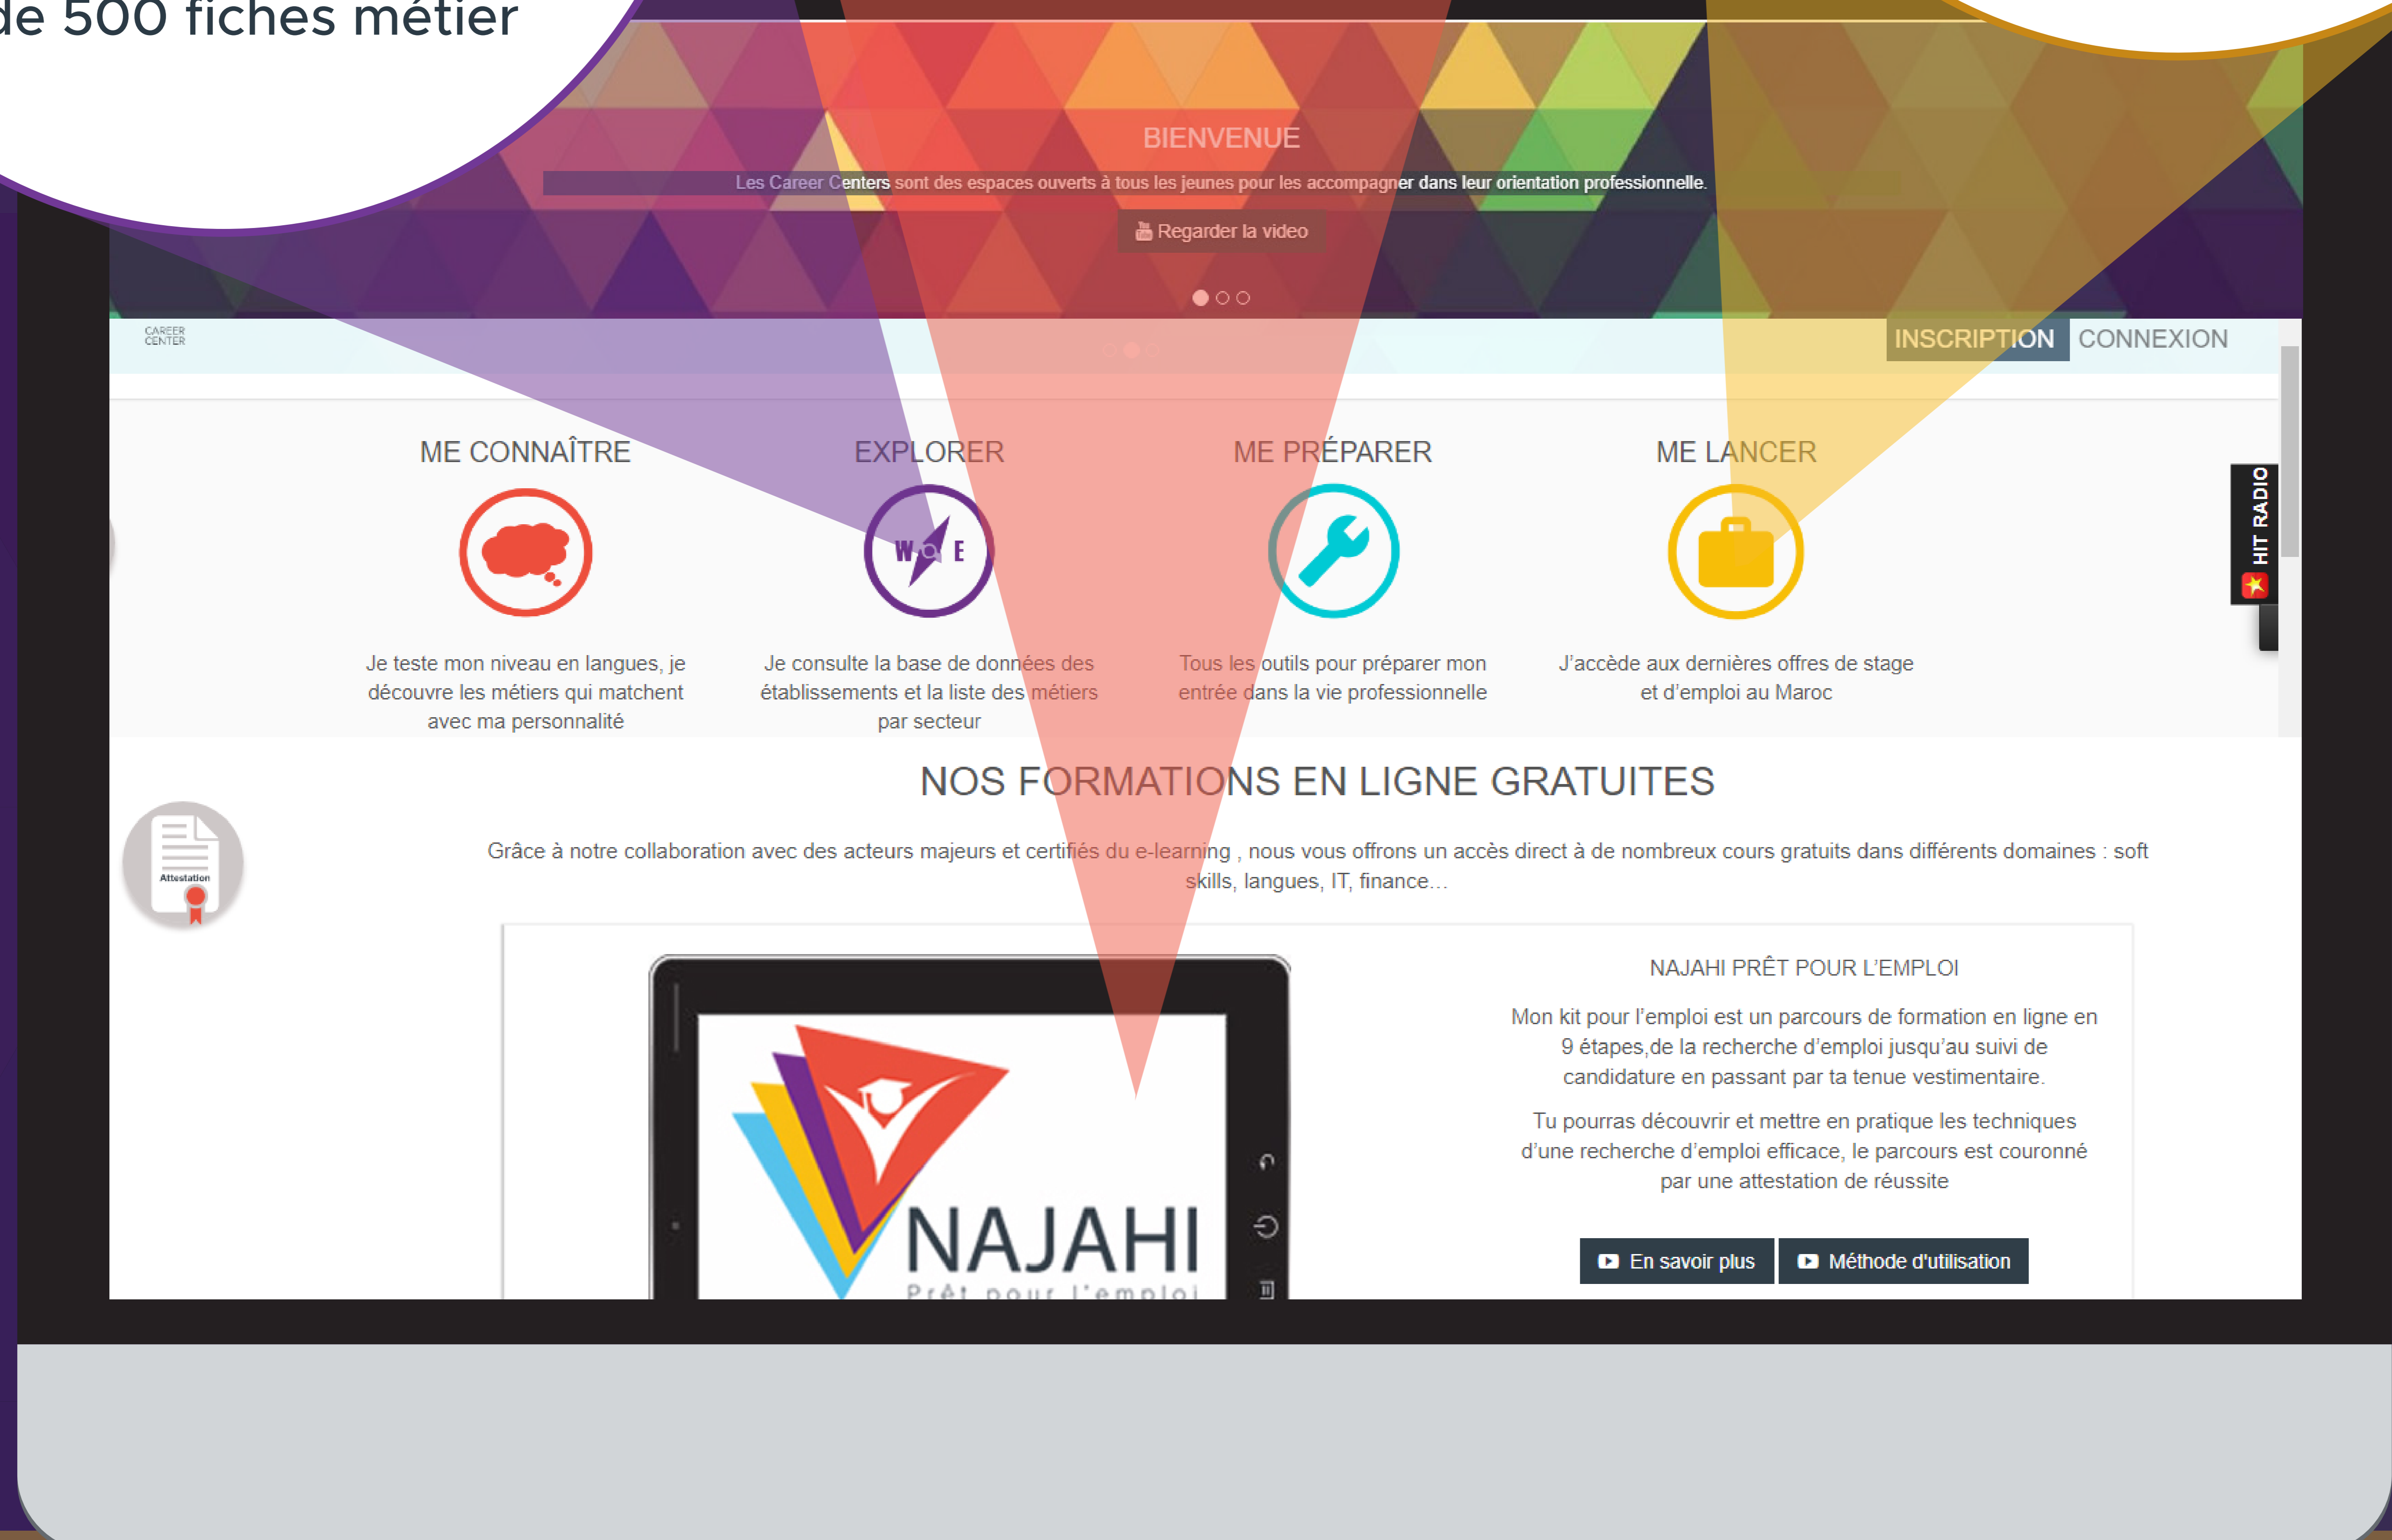 de 500 fiches métier
BIENVENUE
Les Career Centers sont des espaces ouverts à tous les jeunes pour les accompagner dans leur orientation professionnelle.
You Tube Regarder la video
CAREER
CENTER
INSCRIPTION CONNEXION
ME CONNAÎTRE
EXPLORER
ME PRÉPARER
ME LANCER
W E
HIT RADIO
Je teste mon niveau en langues, je
découvre les métiers qui matchent
avec ma personnalité
Je consulte la base de données des
établissements et la liste des métiers
par secteur
Tous les outils pour préparer mon
entrée dans la vie professionnelle
J'accède aux dernières offres de stage
et d'emploi au Maroc
NOS FORMATIONS EN LIGNE GRATUITES
Attestation
Grâce à notre collaboration avec des acteurs majeurs et certifiés du e-learning , nous vous offrons un accès direct à de nombreux cours gratuits dans différents domaines : soft
skills, langues, IT, finance...
NAJAHI PRÊT POUR L'EMPLOI
Mon kit pour l'emploi est un parcours de formation en ligne en
9 étapes,de la recherche d'emploi jusqu'au suivi de
candidature en passant par ta tenue vestimentaire.
Tu pourras découvrir et mettre en pratique les techniques
d'une recherche d'emploi efficace, le parcours est couronné
par une attestation de réussite
En savoir plus
Méthode d'utilisation
NAJAHI
Prêt pour l'emploi